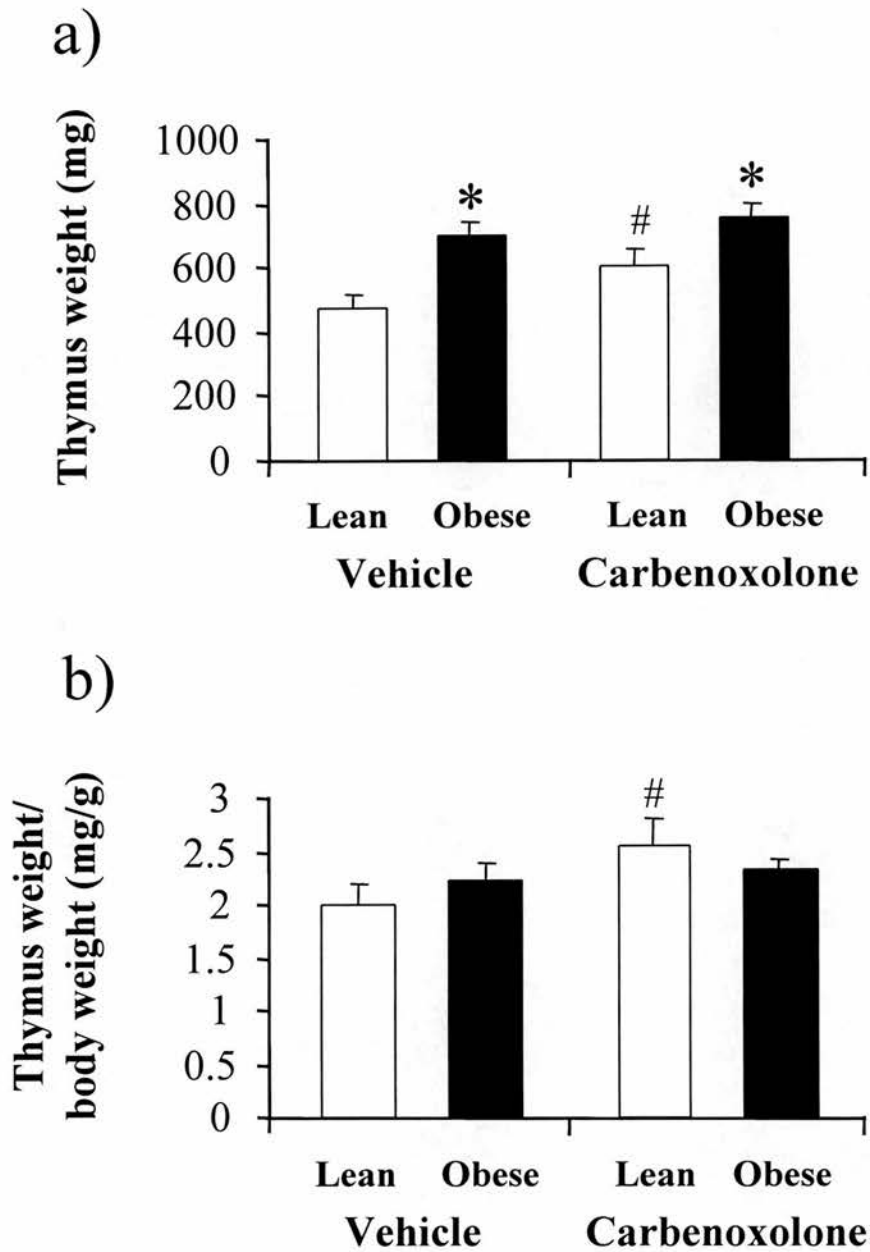 a)
Thymus weight (mg)
1000
800
600
400
200
0
*
#
*
Lean Obese Lean Obese
Vehicle Carbenoxolone
b)
Thymus weight/
body weight (mg/g)
3
2.5
2
1.5
1
0.5
0
#
Lean Obese Lean Obese
Vehicle Carbenoxolone